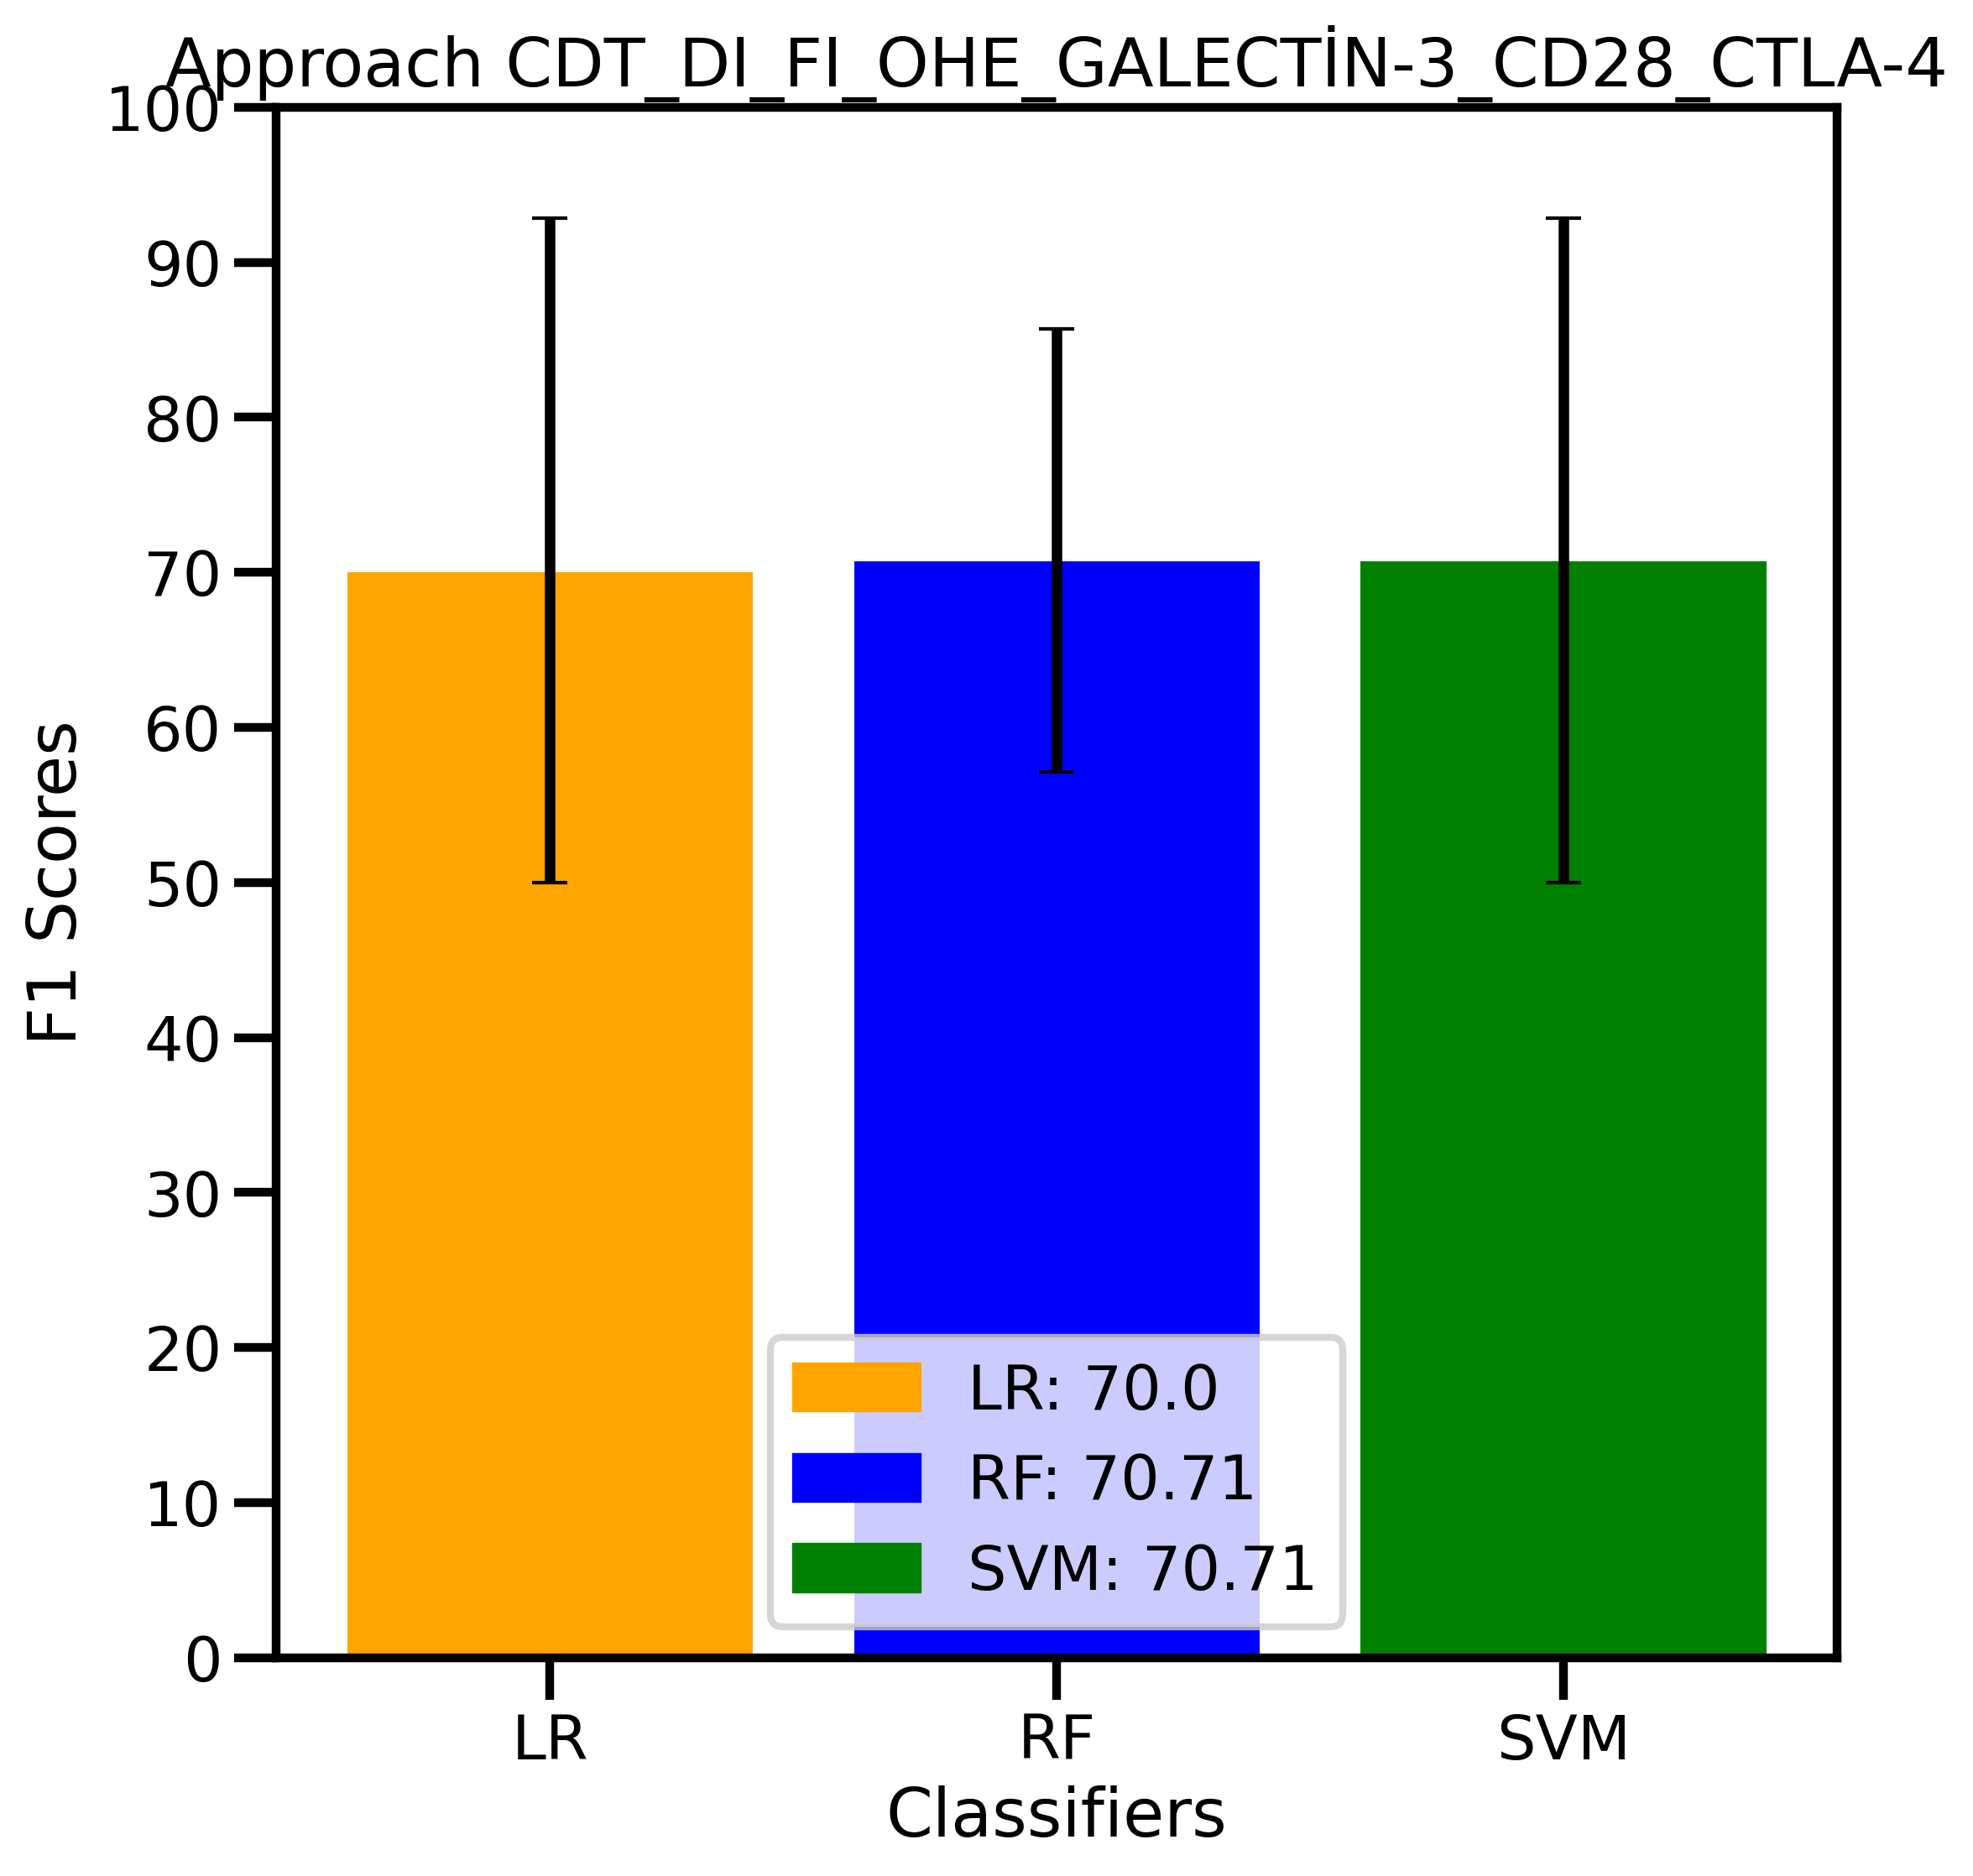 Approach CDT_DI_FI_OHE_GALECTİN-3_CD28_CTLA-4
100
90
80
70
60
50
40
30
20
10
0
F1 Scores
LR: 70.0
RF: 70.71
SVM: 70.71
LR RF SVM
Classifiers